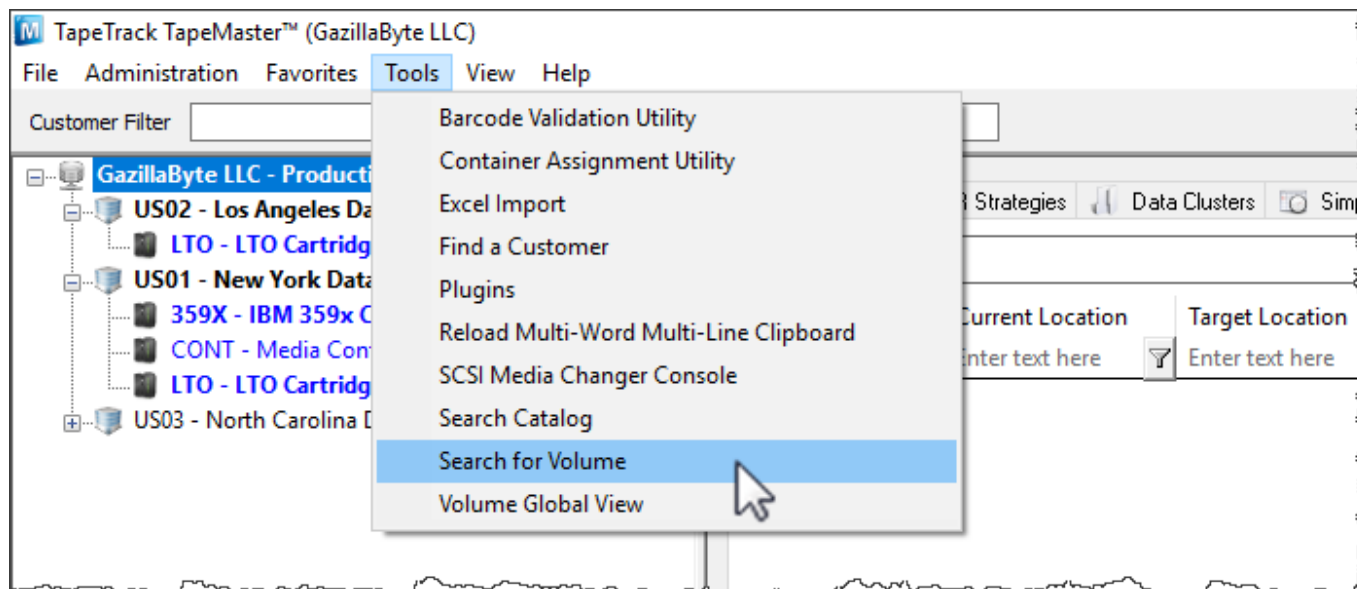 TapeTrack TapeMaster™ (GazillaByte LLC)
File Administration Favorites Tools View Help
Customer Filter
Barcode Validation Utility
Container Assignment Utility
Excel Import
Find a Customer
Plugins
Reload Multi-Word Multi-Line Clipboard
SCSI Media Changer Console
Search Catalog
Search for Volume
Volume Global View
GazillaByte LLC - Producti
US02 - Los Angeles Da
LTO - LTO Cartridg
US01 - New York Data
359X - IBM 359x C
CONT - Media Con
LTO - LTO Cartridg
US03 - North Carolina D
Strategies Data Clusters Simp
Current Location Target Location
Enter text here Enter text here